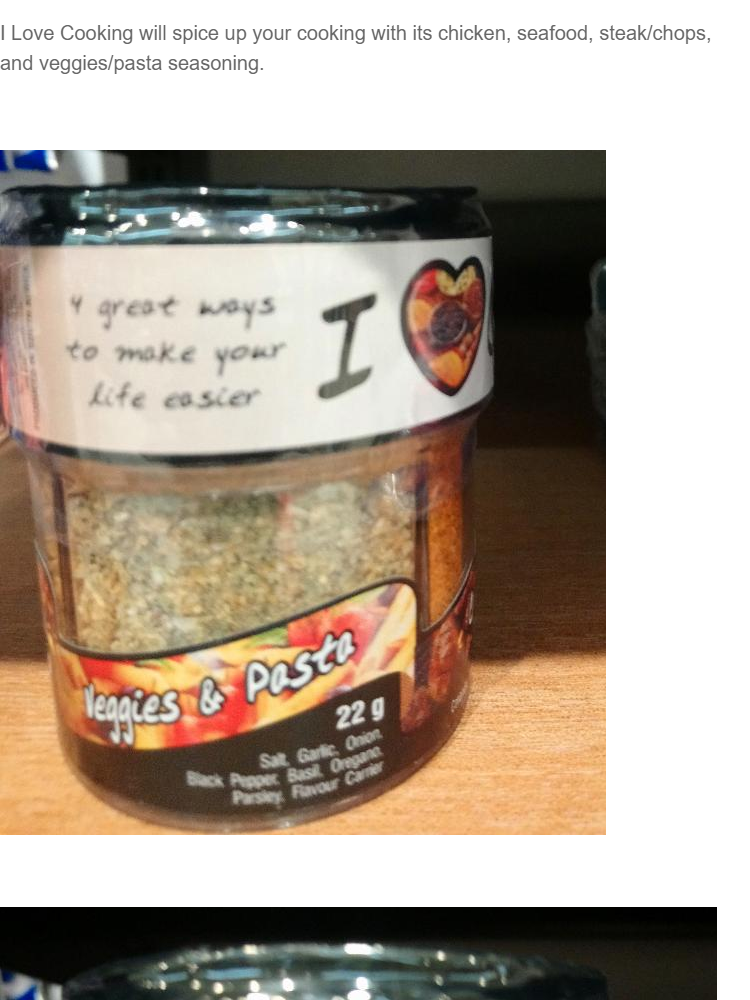 I Love Cooking will spice up your cooking with its chicken, seafood, steak/chops,
and veggies/pasta seasoning.
4 great ways
to make your
life easier
I
Veggies & Pasta
22 g
Salt, Garlic, Onion,
Black Pepper, Basil, Oregano,
Parsley, Flavour Carrier